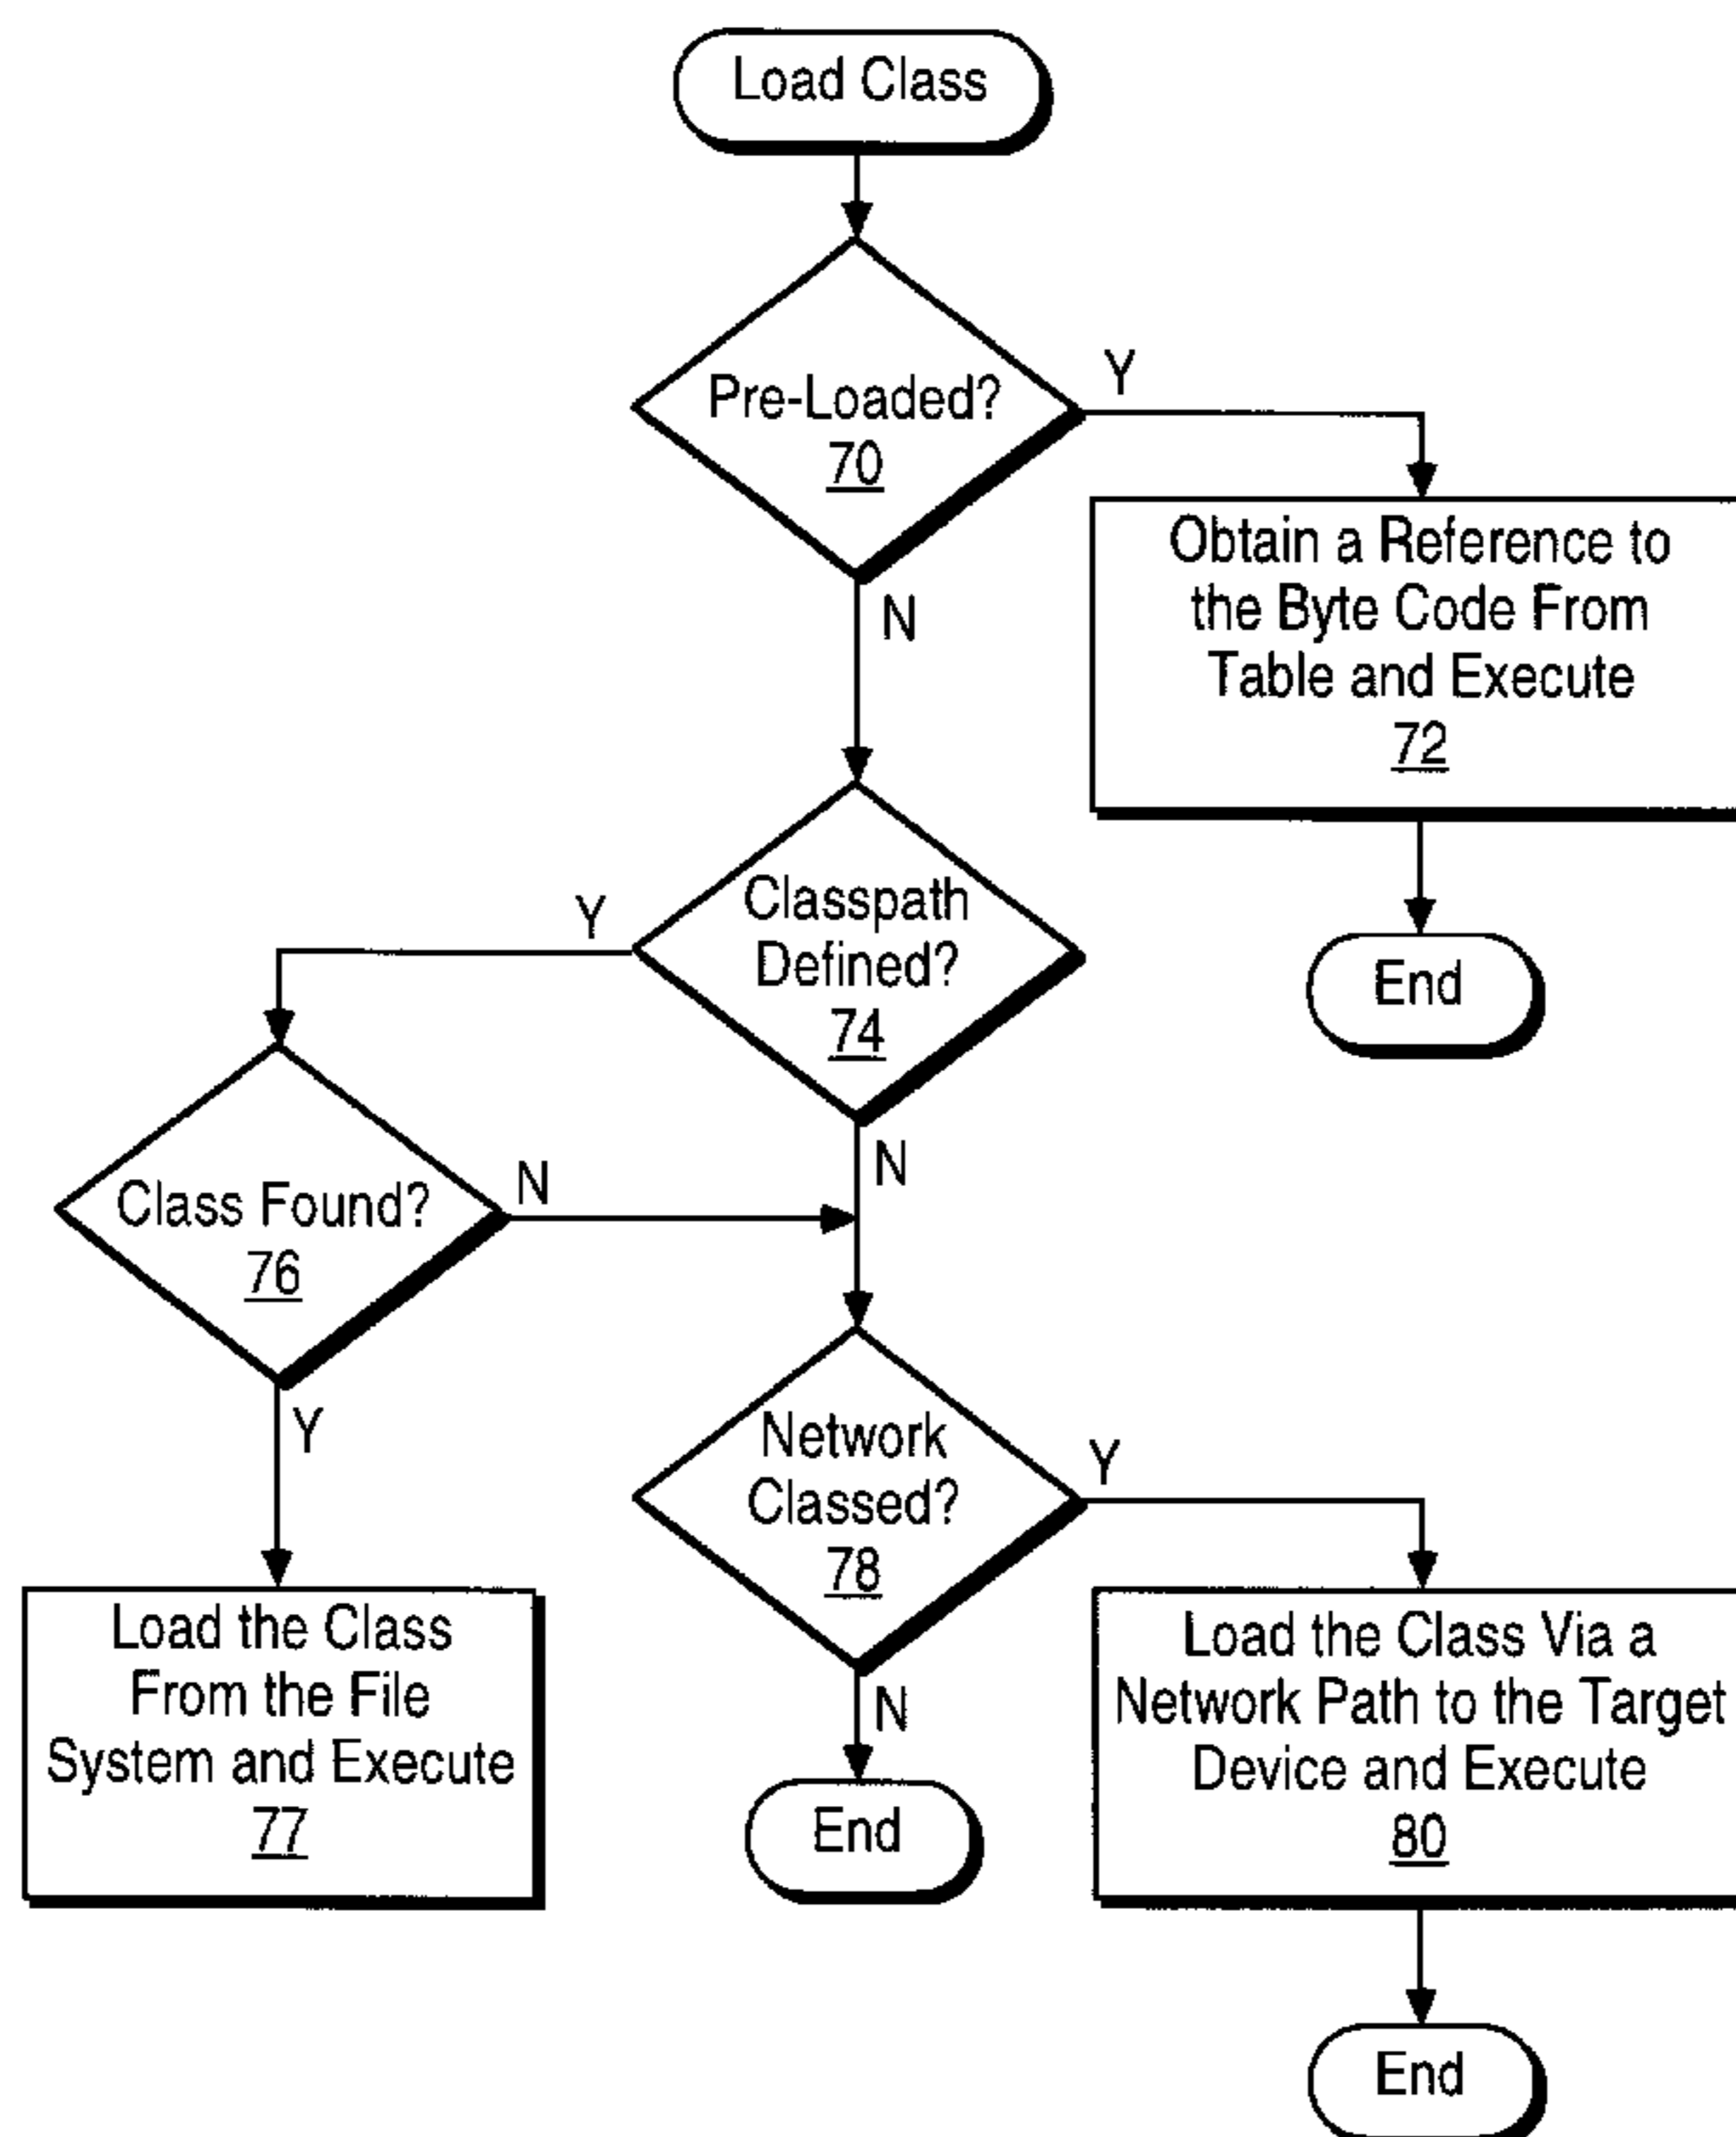 Load Class
Pre-Loaded?
70
Y
N
Obtain a Reference to
the Byte Code From
Table and Execute
72
End
Classpath
Defined?
74
Y
N
Class Found?
76
N
Y
Load the Class
From the File
System and Execute
77
Network
Classed?
78
Y
N
End
Load the Class Via a
Network Path to the Target
Device and Execute
80
End